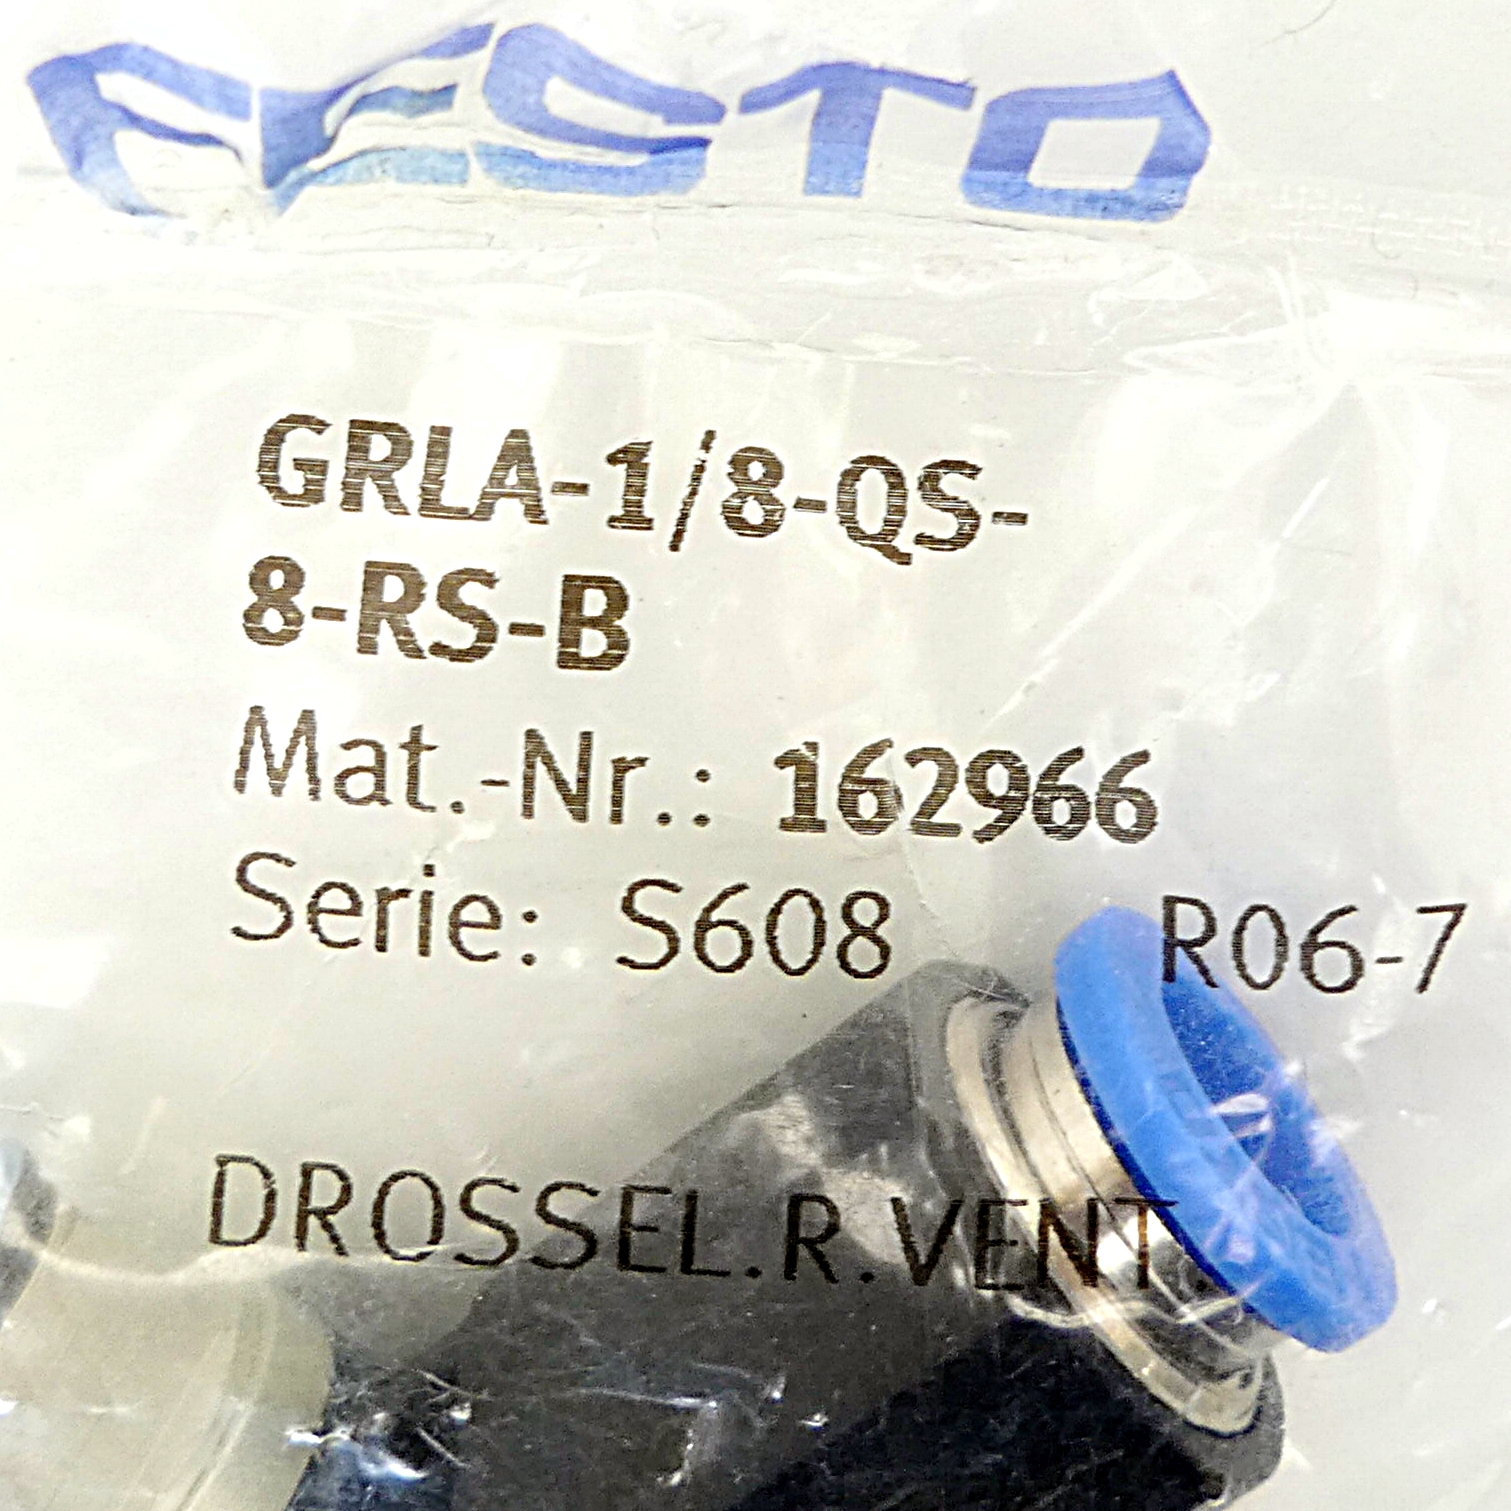 FESTO
GRLA-1/8-QS-
8-RS-B
Mat.-Nr.: 162966
Serie: S608 R06-7
DROSSEL.R.VENT.